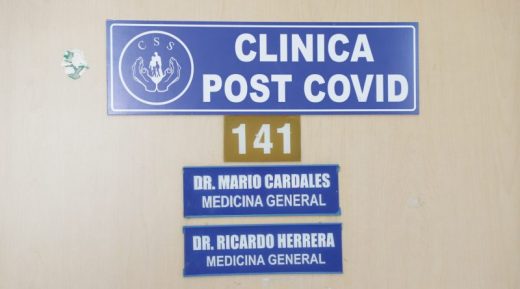 CSS
CLINICA
POST COVID
141
DR. MARIO CARDALES
MEDICINA GENERAL
DR. RICARDO HERRERA
MEDICINA GENERAL